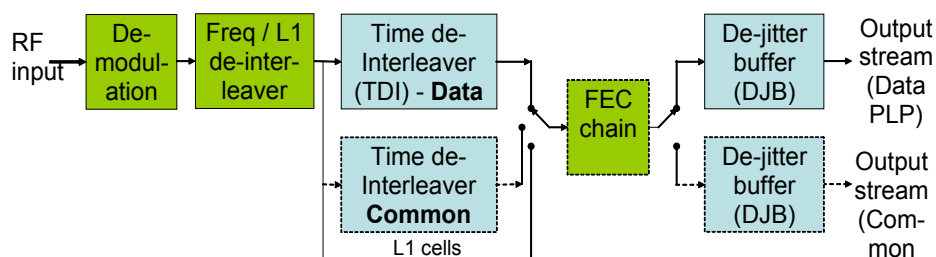 RF
input
De-
modul-
ation
Freq / L1
de-inter-
leaver
Time de-
Interleaver
(TDI) - Data
Time de-
Interleaver
Common
L1 cells
FEC
chain
De-jitter
buffer
(DJB)
Output
stream
(Data
PLP)
De-jitter
buffer
(DJB)
Output
stream
(Com-
mon